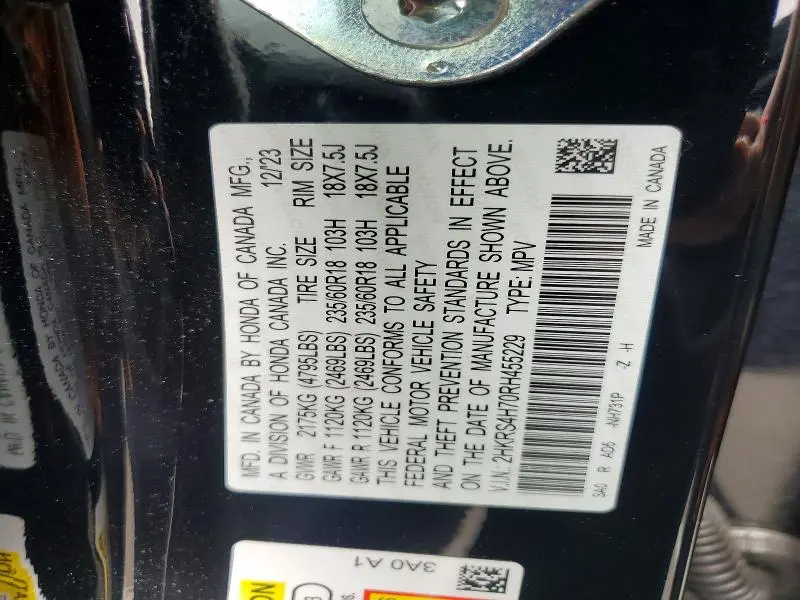 MFD. IN CANADA BY HONDA OF CANADA MFG.,
A DIVISION OF HONDA CANADA INC. 12/23
GVWR 2175KG (4795LBS) TIRE SIZE RIM SIZE
GAWR F 1120KG (2469LBS) 235/60R18 103H 18X7.5J
GAWR R 1120KG (2469LBS) 235/60R18 103H 18X7.5J
THIS VEHICLE CONFORMS TO ALL APPLICABLE
FEDERAL MOTOR VEHICLE SAFETY
AND THEFT PREVENTION STANDARDS IN EFFECT
ON THE DATE OF MANUFACTURE SHOWN ABOVE.
V.I.N: 2HKRS4H70RH455229 TYPE: MPV
3A0 R AD6 -NH731P -Z -H
MADE IN CANADA
3A0 A1